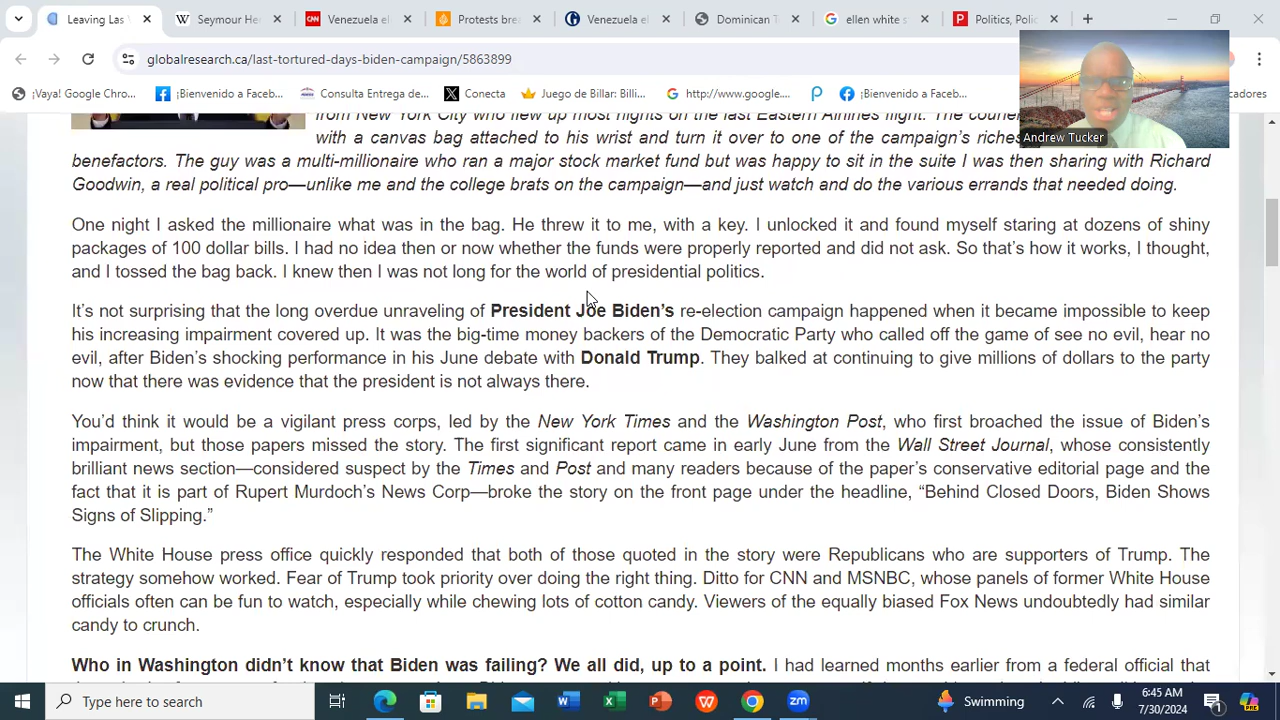 Leaving Las V
Seymour He
Venezuela el
Protests bre
Venezuela el
Dominican T
ellen white s
Politics, Poli
globalresearch.ca/last-tortured-days-biden-campaign/5863899
¡Vaya! Google Chro...
¡Bienvenido a Faceb...
Consulta Entrega de...
Conecta
Juego de Billar: Billi...
http://www.google....
¡Bienvenido a Faceb...
cadores
Andrew Tucker
from New York City who flew up most nights on the last Eastern Airlines flight. The courie
with a canvas bag attached to his wrist and turn it over to one of the campaign's riches
benefactors. The guy was a multi-millionaire who ran a major stock market fund but was happy to sit in the suite I was then sharing with Richard
Goodwin, a real political pro—unlike me and the college brats on the campaign—and just watch and do the various errands that needed doing.
One night I asked the millionaire what was in the bag. He threw it to me, with a key. I unlocked it and found myself staring at dozens of shiny
packages of 100 dollar bills. I had no idea then or now whether the funds were properly reported and did not ask. So that's how it works, I thought,
and I tossed the bag back. I knew then I was not long for the world of presidential politics.
It's not surprising that the long overdue unraveling of President Joe Biden's re-election campaign happened when it became impossible to keep
his increasing impairment covered up. It was the big-time money backers of the Democratic Party who called off the game of see no evil, hear no
evil, after Biden's shocking performance in his June debate with Donald Trump. They balked at continuing to give millions of dollars to the party
now that there was evidence that the president is not always there.
You'd think it would be a vigilant press corps, led by the New York Times and the Washington Post, who first broached the issue of Biden's
impairment, but those papers missed the story. The first significant report came in early June from the Wall Street Journal, whose consistently
brilliant news section—considered suspect by the Times and Post and many readers because of the paper's conservative editorial page and the
fact that it is part of Rupert Murdoch's News Corp—broke the story on the front page under the headline, “Behind Closed Doors, Biden Shows
Signs of Slipping.”
The White House press office quickly responded that both of those quoted in the story were Republicans who are supporters of Trump. The
strategy somehow worked. Fear of Trump took priority over doing the right thing. Ditto for CNN and MSNBC, whose panels of former White House
officials often can be fun to watch, especially while chewing lots of cotton candy. Viewers of the equally biased Fox News undoubtedly had similar
candy to crunch.
Who in Washington didn't know that Biden was failing? We all did, up to a point. I had learned months earlier from a federal official that
Type here to search
Swimming
6:45 AM
7/30/2024